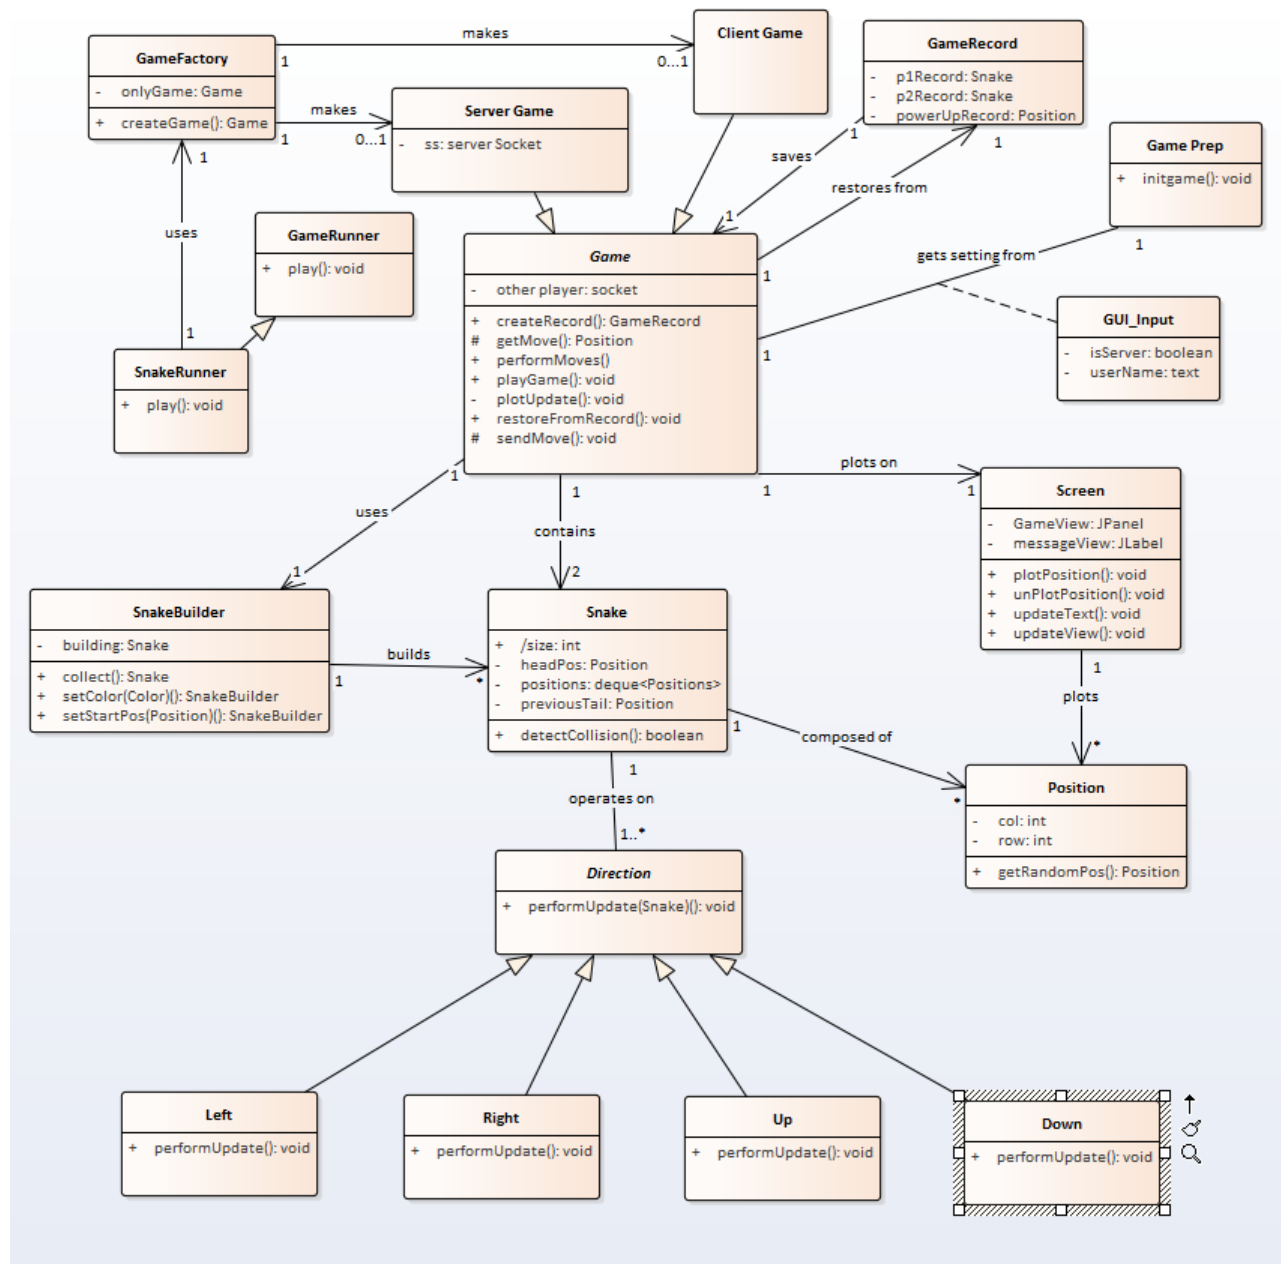 GameFactory
- onlyGame: Game
+ createGame(): Game
1
makes
0...1
Client Game
1
makes
0...1
Server Game
- ss: server Socket
GameRecord
- p1Record: Snake
- p2Record: Snake
- powerUpRecord: Position
1
saves
1
1
restores from
1
Game Prep
+ initgame(): void
1
gets setting from
1
GUI_Input
- isServer: boolean
- userName: text
1
uses
1
GameRunner
+ play(): void
SnakeRunner
+ play(): void
Game
- other player: socket
+ createRecord(): GameRecord
# getMove(): Position
+ performMoves()
+ playGame(): void
- plotUpdate(): void
+ restoreFromRecord(): void
# sendMove(): void
1
uses
1
1
contains
2
1
plots on
1
Screen
- GameView: JPanel
- messageView: JLabel
+ plotPosition(): void
+ unPlotPosition(): void
+ updateText(): void
+ updateView(): void
SnakeBuilder
- building: Snake
+ collect(): Snake
+ setColor(Color)(): SnakeBuilder
+ setStartPos(Position)(): SnakeBuilder
builds
1
*
Snake
+ /size: int
- headPos: Position
- positions: deque<Positions>
- previousTail: Position
+ detectCollision(): boolean
1
composed of
*
1
plots
*
Position
- col: int
- row: int
+ getRandomPos(): Position
1
operates on
1..*
Direction
+ performUpdate(Snake)(): void
Left
+ performUpdate(): void
Right
+ performUpdate(): void
Up
+ performUpdate(): void
Down
+ performUpdate(): void